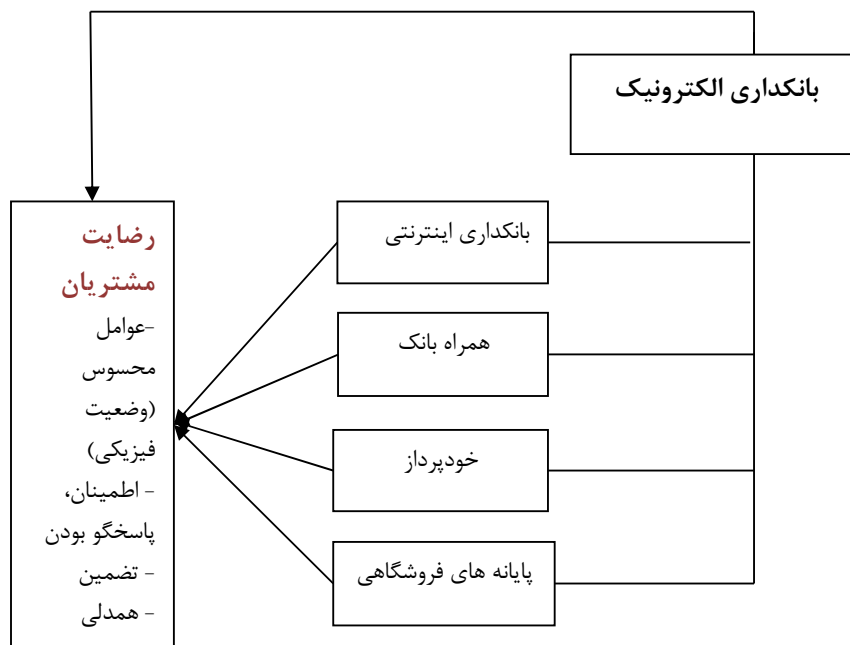 بانکداری الکترونیک
بانکداری اینترنتی
همراه بانک
خودپرداز
پایانه های فروشگاهی
رضایت
مشتریان
-عوامل
محسوس
(وضعیت
فیزیکی)
- اطمینان،
پاسخگو بودن
- تضمین
- همدلی